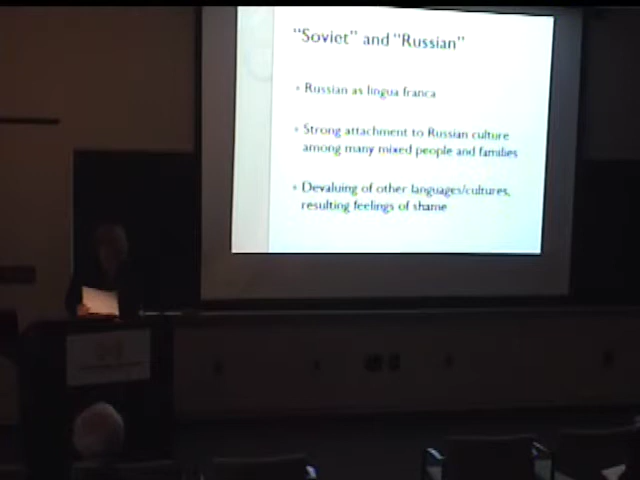 "Soviet" and "Russian"
• Russian as lingua franca
• Strong attachment to Russian culture
among many mixed people and families
• Devaluing of other languages/cultures,
resulting feelings of shame